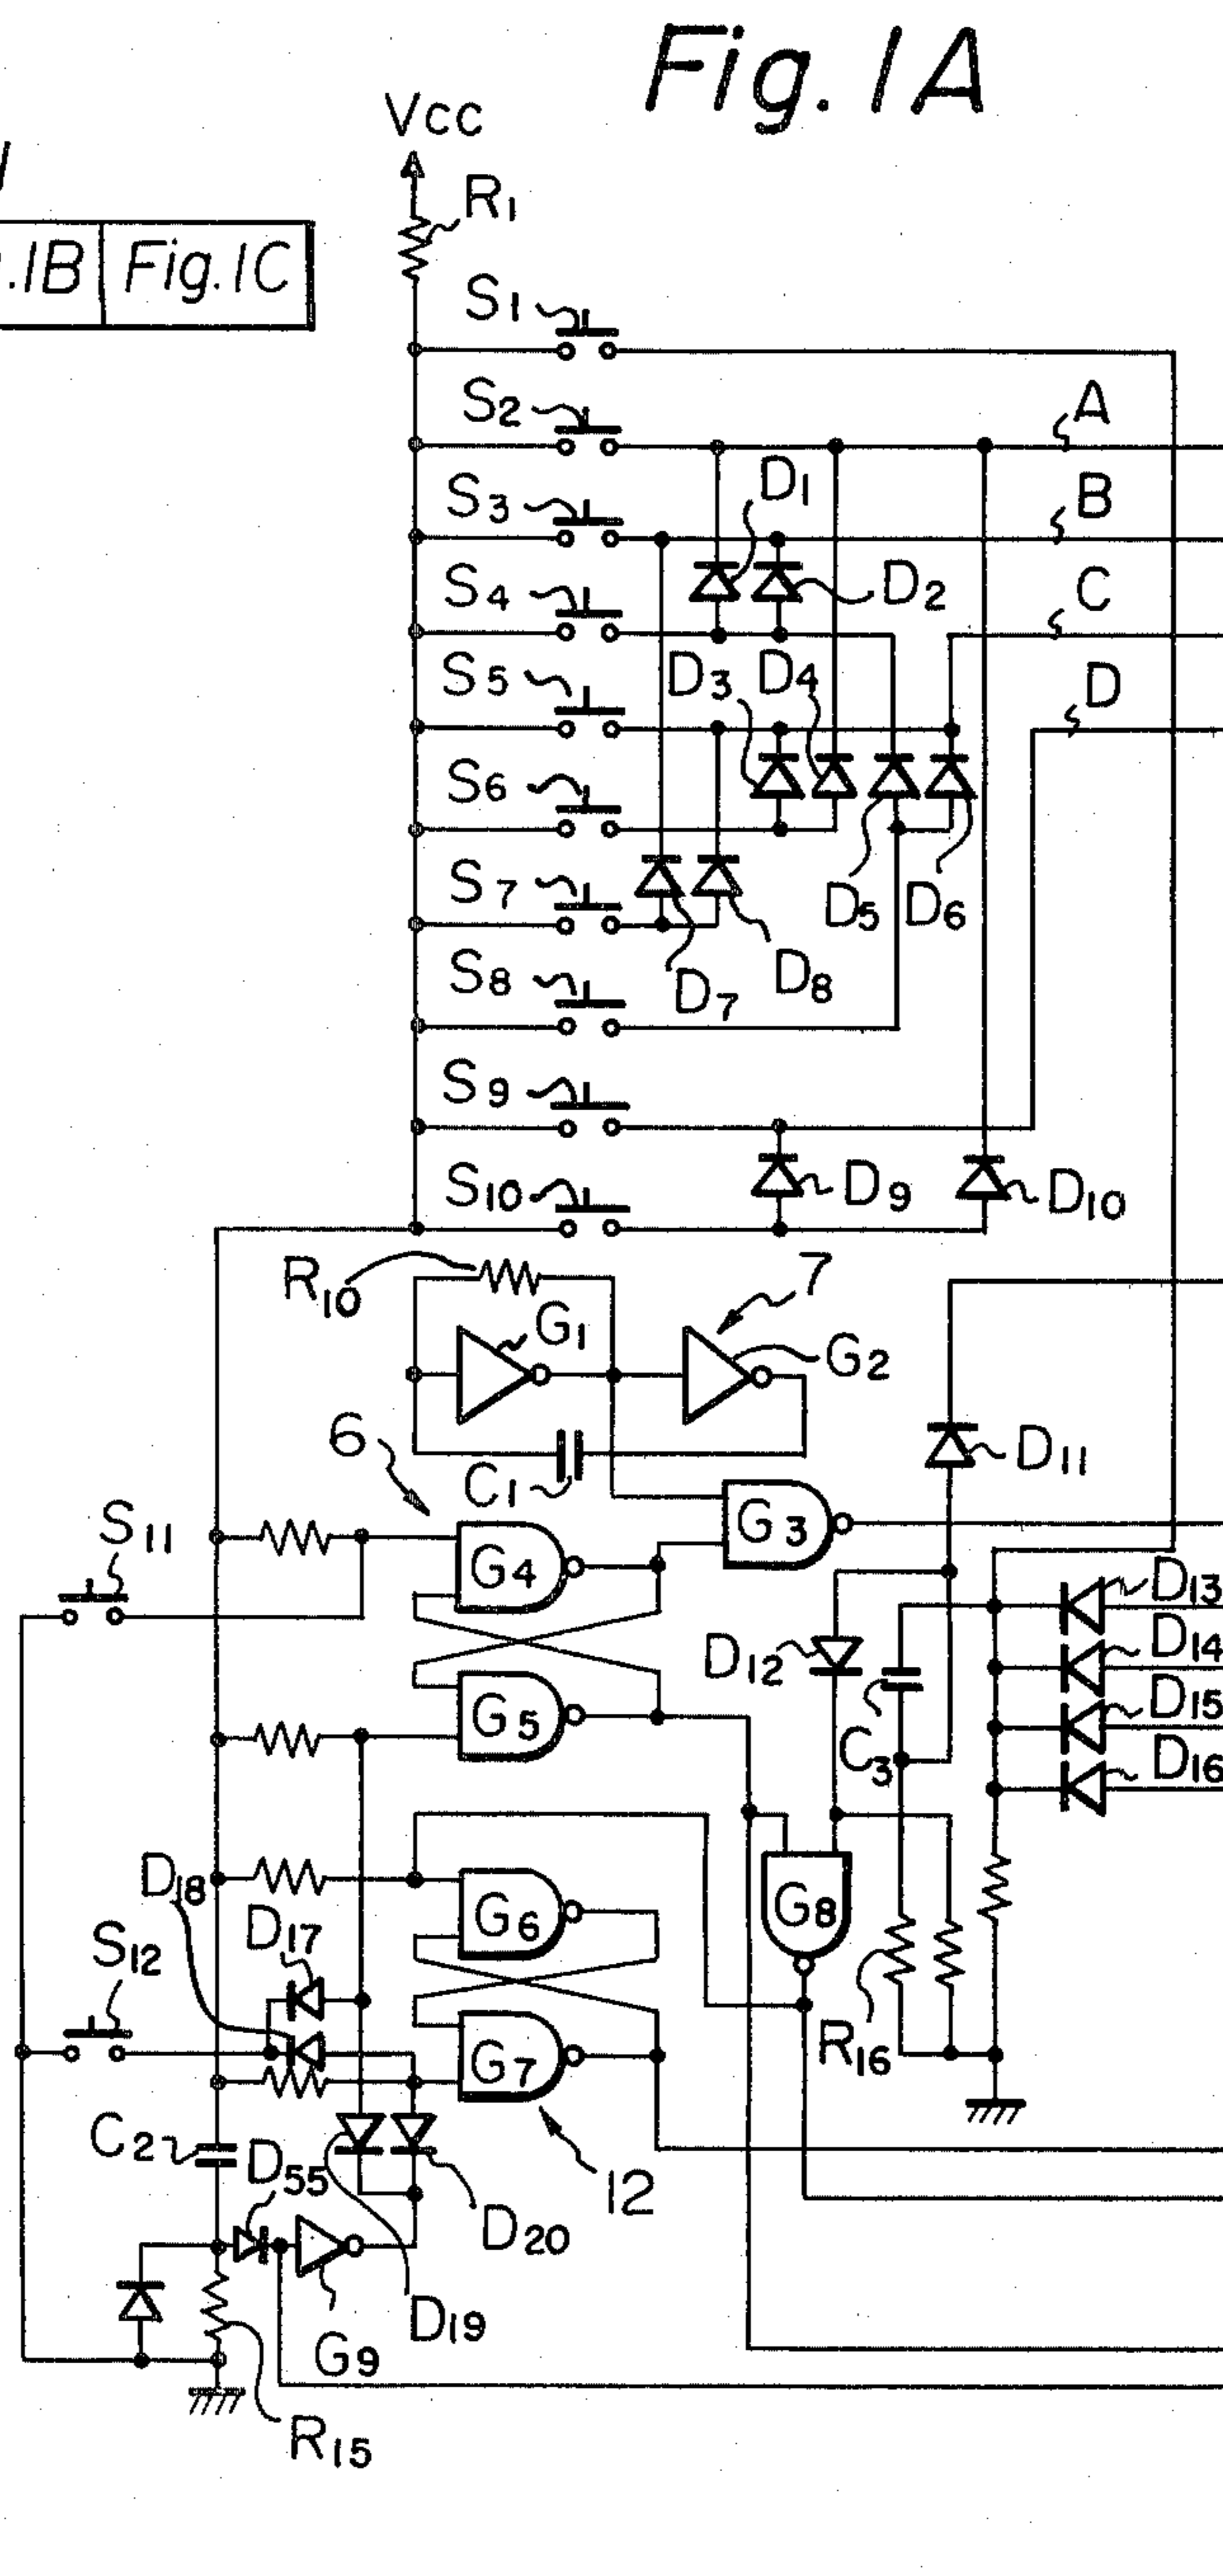 Fig. 1A
Vcc
R1
.1B Fig.1C
S1
S2
A
D1
S3
B
S4
D2
C
S5
D3 D4
D
S6
S7
D5 D6
S8
D7 D8
S9
S10
D9
D10
R10
G1
7
G2
6
C1
D11
S11
G3
G4
D13
D12
D14
G5
C3
D15
D16
D18
D17
G6
G8
S12
G7
R16
C2
D55
12
D20
D19
G9
R15